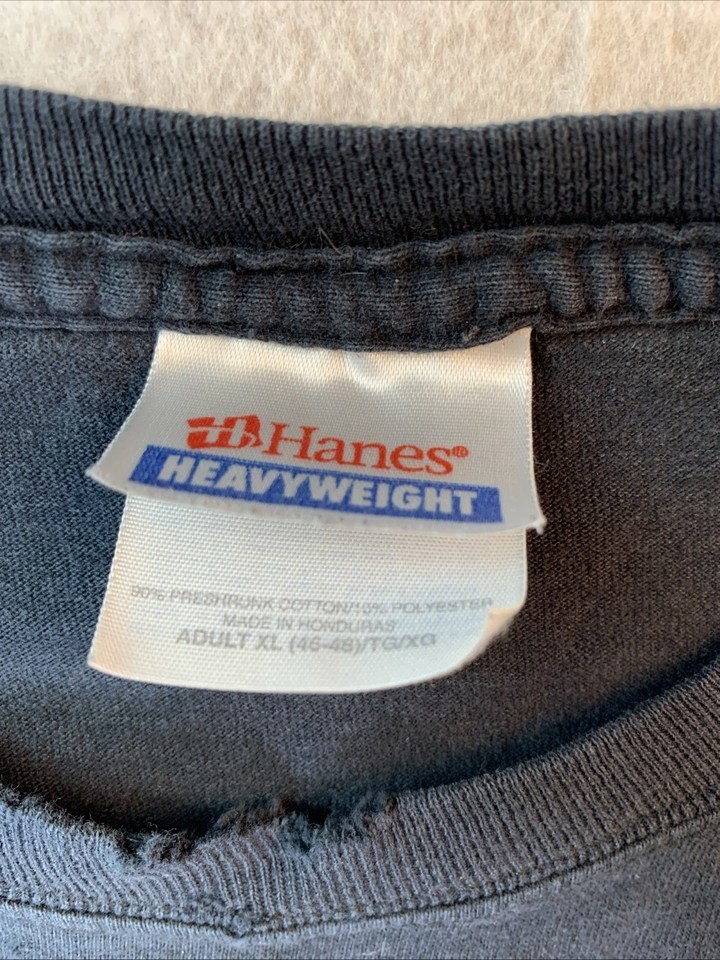 Hanes®
HEAVYWEIGHT
90% PRESHRUNK COTTON/10% POLYESTER
MADE IN HONDURAS
ADULT XL (46-48)/TG/XG